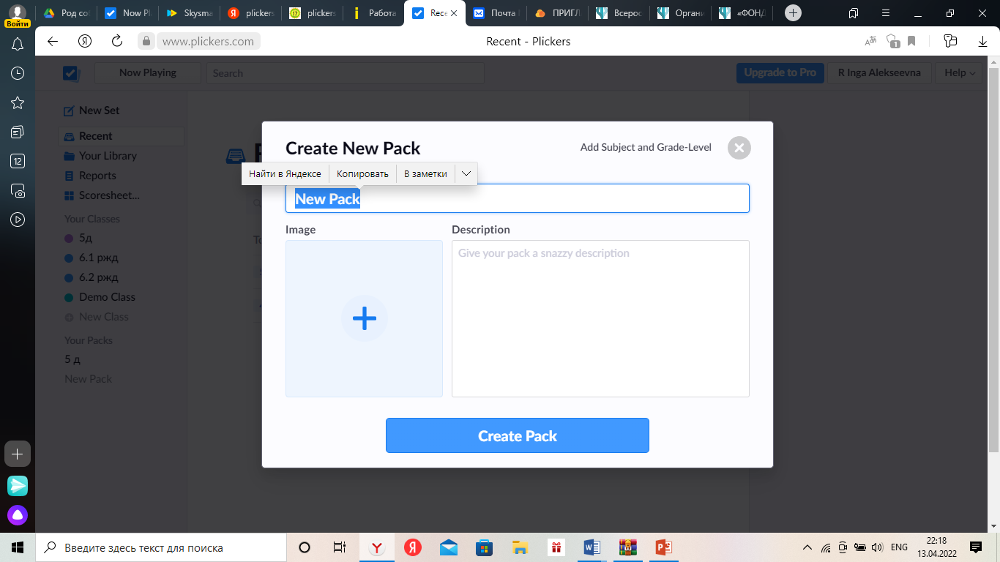 Войти
Род соб
Now Pl
Skysma
plickers
17
plickers
Работа
Rece
Почта
ПРИГЛ
Всерос
Органи
«ФОНД
www.plickers.com
Recent - Plickers
1
Now Playing
Search
Upgrade to Pro
R Inga Alekseevna
Help
New Set
Recent
Your Library
Reports
Scoresheet...
Your Classes
5д
6.1 ржд
6.2 ржд
Demo Class
New Class
Your Packs
5 д
New Pack
12
Create New Pack
Add Subject and Grade-Level
Найти в Яндексе
Копировать
В заметки
New Pack
Image
Description
Give your pack a snazzy description
Create Pack
Введите здесь текст для поиска
ENG
22:18
13.04.2022